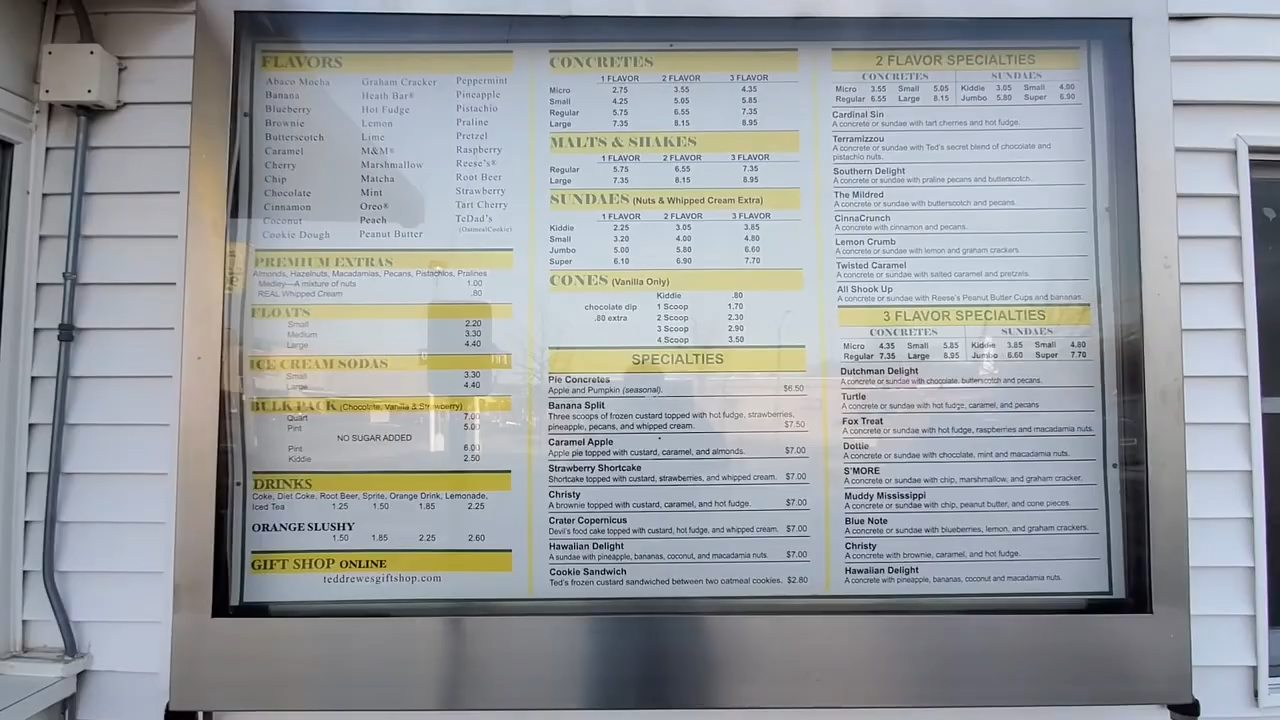 FLAVORS
Abaco Mocha Graham Cracker Peppermint
Banana Heath Bar® Pineapple
Blueberry Hot Fudge Pistachio
Brownie Lemon Praline
Butterscotch Lime Pretzel
Caramel M&M® Raspberry
Cherry Marshmallow Reese's®
Chip Matcha Root Beer
Chocolate Mint Strawberry
Cinnamon Oreo® Tart Cherry
Coconut Peach TeDad's
Cookie Dough Peanut Butter (OatmealCookie)
PREMIUM EXTRAS
Almonds, Hazelnuts, Macadamias, Pecans, Pistachios, Pralines
Medley—A mixture of nuts 1.00
REAL Whipped Cream .80
FLOATS
Small 2.20
Medium 3.30
Large 4.40
ICE CREAM SODAS
Small 3.30
Large 4.40
BULK PACK (Chocolate, Vanilla & Strawberry)
Quart 7.00
Pint 5.00
NO SUGAR ADDED
Pint 6.00
Kiddie 2.50
DRINKS
Coke, Diet Coke, Root Beer, Sprite, Orange Drink, Lemonade,
Iced Tea 1.25 1.50 1.85 2.25
ORANGE SLUSHY
1.50 1.85 2.25 2.60
GIFT SHOP ONLINE
teddrewesgiftshop.com
CONCRETES
1 FLAVOR 2 FLAVOR 3 FLAVOR
Micro 2.75 3.55 4.35
Small 4.25 5.05 5.85
Regular 5.75 6.55 7.35
Large 7.35 8.15 8.95
MALTS & SHAKES
1 FLAVOR 2 FLAVOR 3 FLAVOR
Regular 5.75 6.55 7.35
Large 7.35 8.15 8.95
SUNDAES (Nuts & Whipped Cream Extra)
1 FLAVOR 2 FLAVOR 3 FLAVOR
Kiddie 2.25 3.05 3.85
Small 3.20 4.00 4.80
Jumbo 5.00 5.80 6.60
Super 6.10 6.90 7.70
CONES (Vanilla Only)
Kiddie .80
chocolate dip 1 Scoop 1.70
.80 extra 2 Scoop 2.30
3 Scoop 2.90
4 Scoop 3.50
SPECIALTIES
Pie Concretes
Apple and Pumpkin (seasonal). $6.50
Banana Split
Three scoops of frozen custard topped with hot fudge, strawberries,
pineapple, pecans, and whipped cream. $7.50
Caramel Apple
Apple pie topped with custard, caramel, and almonds. $7.00
Strawberry Shortcake
Shortcake topped with custard, strawberries, and whipped cream. $7.00
Christy
A brownie topped with custard, caramel, and hot fudge. $7.00
Crater Copernicus
Devil's food cake topped with custard, hot fudge, and whipped cream. $7.00
Hawaiian Delight
A sundae with pineapple, bananas, coconut, and macadamia nuts. $7.00
Cookie Sandwich
Ted's frozen custard sandwiched between two oatmeal cookies. $2.80
2 FLAVOR SPECIALTIES
CONCRETES SUNDAES
Micro 3.55 Small 5.05 Kiddie 3.05 Small 4.00
Regular 6.55 Large 8.15 Jumbo 5.80 Super 6.90
Cardinal Sin
A concrete or sundae with tart cherries and hot fudge.
Terramizzou
A concrete or sundae with Ted's secret blend of chocolate and
pistachio nuts.
Southern Delight
A concrete or sundae with praline pecans and butterscotch.
The Mildred
A concrete or sundae with butterscotch and pecans.
CinnaCrunch
A concrete with cinnamon and pecans.
Lemon Crumb
A concrete or sundae with lemon and graham crackers.
Twisted Caramel
A concrete or sundae with salted caramel and pretzels.
All Shook Up
A concrete or sundae with Reese's Peanut Butter Cups and bananas.
3 FLAVOR SPECIALTIES
CONCRETES SUNDAES
Micro 4.35 Small 5.85 Kiddie 3.85 Small 4.80
Regular 7.35 Large 8.95 Jumbo 6.60 Super 7.70
Dutchman Delight
A concrete or sundae with chocolate, butterscotch and pecans.
Turtle
A concrete or sundae with hot fudge, caramel, and pecans
Fox Treat
A concrete or sundae with hot fudge, raspberries and macadamia nuts.
Dottie
A concrete or sundae with chocolate, mint and macadamia nuts.
S'MORE
A concrete or sundae with chip, marshmallow, and graham cracker.
Muddy Mississippi
A concrete or sundae with chip, peanut butter, and cone pieces.
Blue Note
A concrete or sundae with blueberries, lemon, and graham crackers.
Christy
A concrete with brownie, caramel, and hot fudge.
Hawaiian Delight
A concrete with pineapple, bananas, coconut and macadamia nuts.